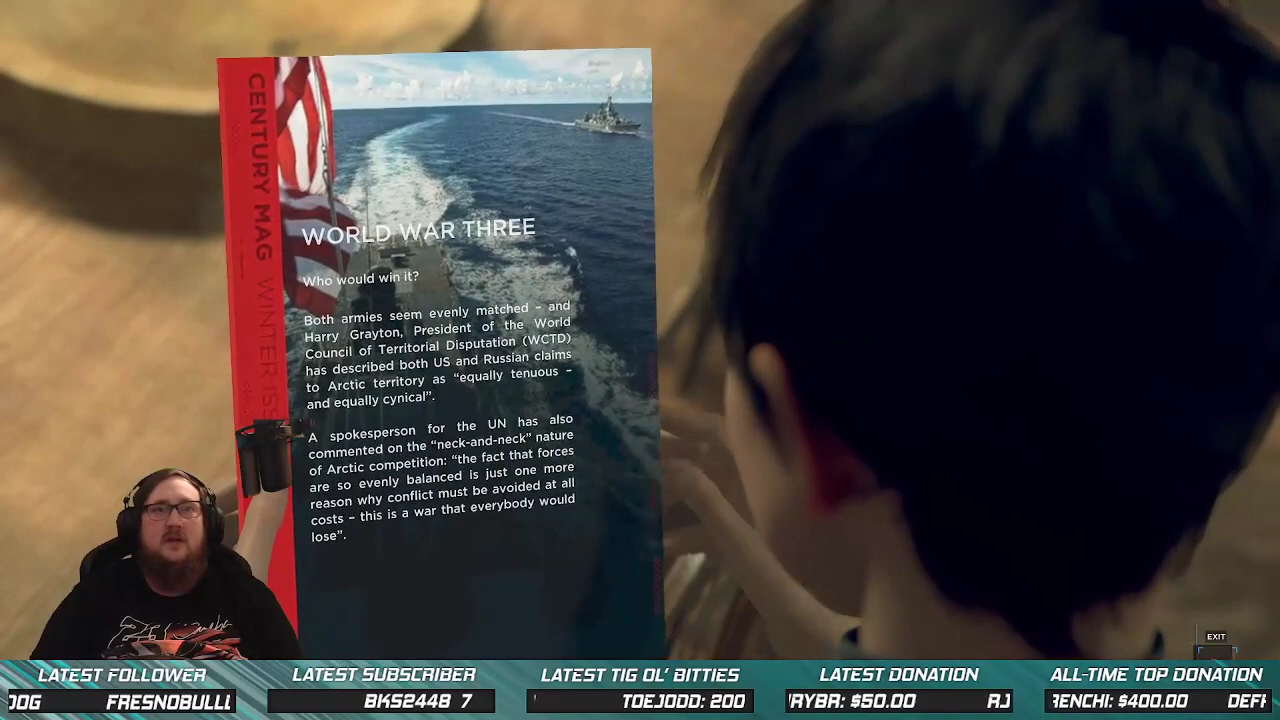 CENTURY MAG WINTER ISS
WORLD WAR THREE
Who would win it?
Both armies seem evenly matched – and
Harry Grayton, President of the World
Council of Territorial Disputation (WCTD)
has described both US and Russian claims
to Arctic territory as “equally tenuous –
and equally cynical”.
A spokesperson for the UN has also
commented on the “neck-and-neck” nature
of Arctic competition: “the fact that forces
are so evenly balanced is just one more
reason why conflict must be avoided at all
costs – this is a war that everybody would
lose”.
EXIT
LATEST FOLLOWER
FRESNOBULL
LATEST SUBSCRIBER
BKS2448 7
LATEST TIG OL' BITTIES
TOEJODD: 200
LATEST DONATION
RYBR: $50.00 RJ
ALL-TIME TOP DONATION
RENCHI: $400.00 DEF